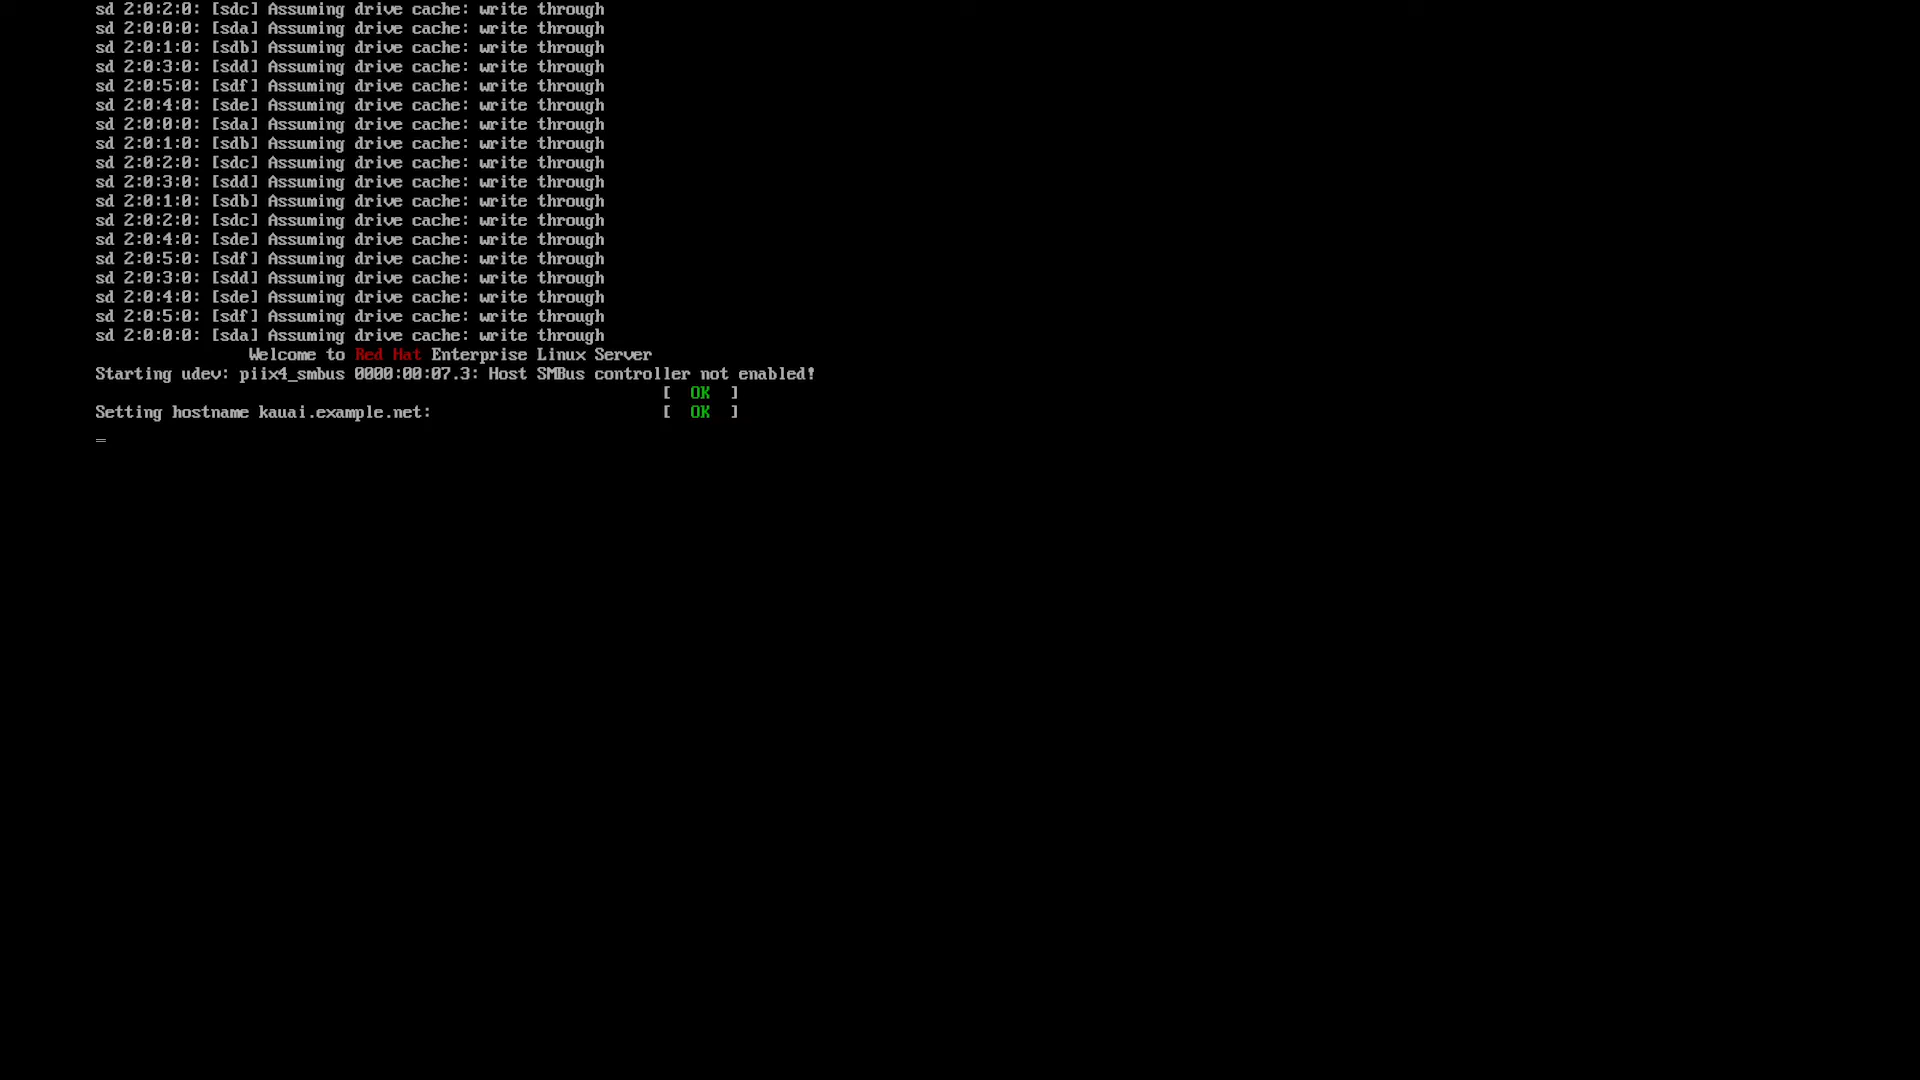 sd 2:0:2:0: [sdc] Assuming drive cache: write through
sd 2:0:0:0: [sda] Assuming drive cache: write through
sd 2:0:1:0: [sdb] Assuming drive cache: write through
sd 2:0:3:0: [sdd] Assuming drive cache: write through
sd 2:0:5:0: [sdf] Assuming drive cache: write through
sd 2:0:4:0: [sde] Assuming drive cache: write through
sd 2:0:0:0: [sda] Assuming drive cache: write through
sd 2:0:1:0: [sdb] Assuming drive cache: write through
sd 2:0:2:0: [sdc] Assuming drive cache: write through
sd 2:0:3:0: [sdd] Assuming drive cache: write through
sd 2:0:1:0: [sdb] Assuming drive cache: write through
sd 2:0:2:0: [sdc] Assuming drive cache: write through
sd 2:0:4:0: [sde] Assuming drive cache: write through
sd 2:0:5:0: [sdf] Assuming drive cache: write through
sd 2:0:3:0: [sdd] Assuming drive cache: write through
sd 2:0:4:0: [sde] Assuming drive cache: write through
sd 2:0:5:0: [sdf] Assuming drive cache: write through
sd 2:0:0:0: [sda] Assuming drive cache: write through
Welcome to Red Hat Enterprise Linux Server
Starting udev: piix4_smbus 0000:00:07.3: Host SMBus controller not enabled!
[  OK  ]
Setting hostname kauai.example.net: [  OK  ]